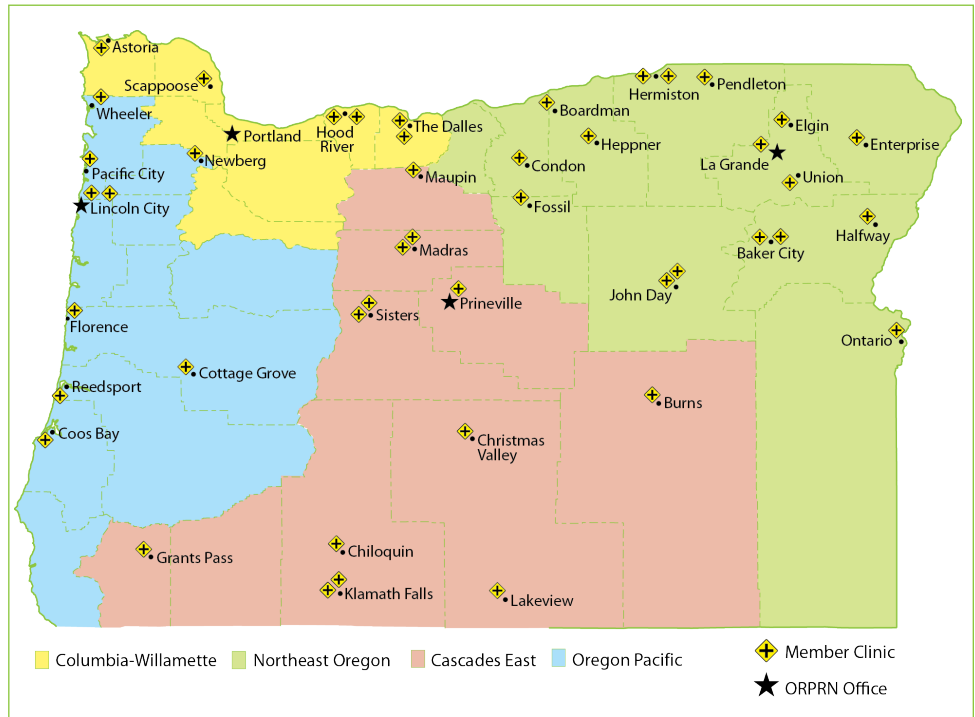 Astoria
Scappoose
Wheeler
Portland
Hood
River
The Dalles
Newberg
Pacific City
Lincoln City
Maupin
Hermiston
Pendleton
Boardman
Heppner
Elgin
Enterprise
La Grande
Condon
Union
Fossil
Halfway
Baker City
John Day
Ontario
Madras
Sisters
Prineville
Florence
Cottage Grove
Reedsport
Coos Bay
Burns
Christmas
Valley
Grants Pass
Chiloquin
Klamath Falls
Lakeview
Columbia-Willamette
Northeast Oregon
Cascades East
Oregon Pacific
Member Clinic
ORPRN Office